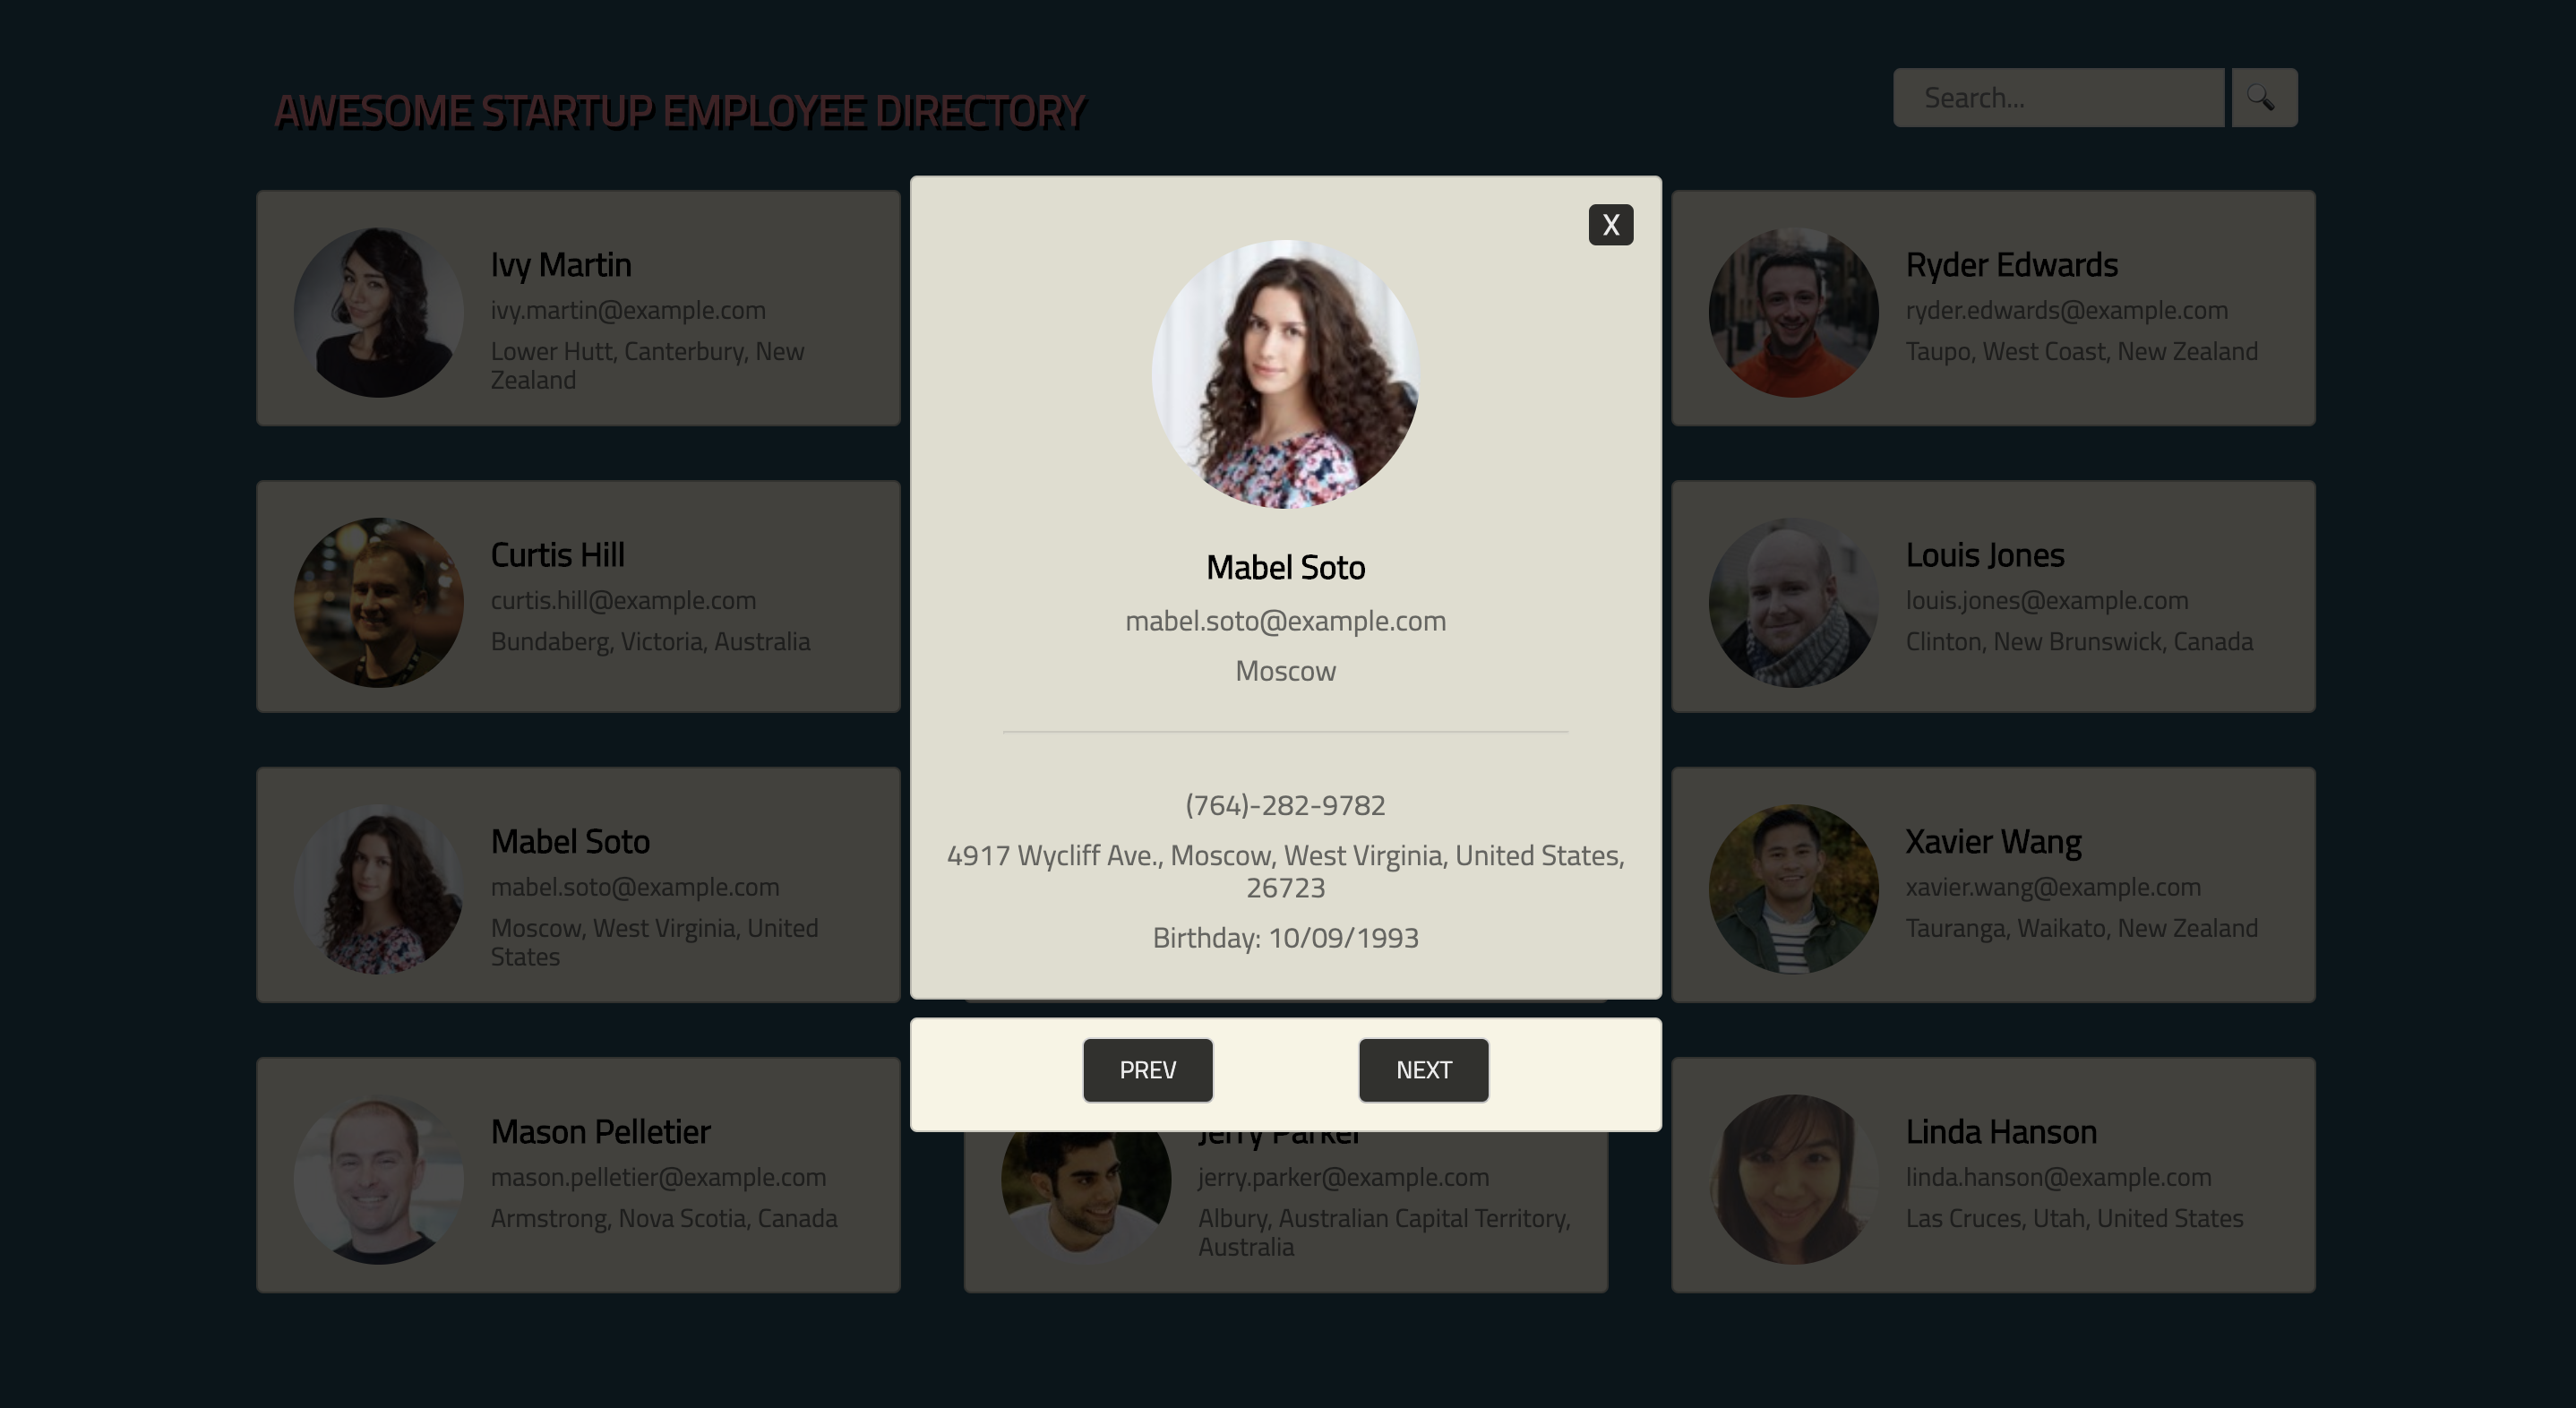 AWESOME STARTUP EMPLOYEE DIRECTORY
Search...
Ivy Martin
ivy.martin@example.com
Lower Hutt, Canterbury, New
Zealand
X
Mabel Soto
mabel.soto@example.com
Moscow
(764)-282-9782
4917 Wycliff Ave., Moscow, West Virginia, United States,
26723
Birthday: 10/09/1993
PREV
NEXT
Ryder Edwards
ryder.edwards@example.com
Taupo, West Coast, New Zealand
Curtis Hill
curtis.hill@example.com
Bundaberg, Victoria, Australia
Louis Jones
louis.jones@example.com
Clinton, New Brunswick, Canada
Mabel Soto
mabel.soto@example.com
Moscow, West Virginia, United
States
Xavier Wang
xavier.wang@example.com
Tauranga, Waikato, New Zealand
Mason Pelletier
mason.pelletier@example.com
Armstrong, Nova Scotia, Canada
Jerry Parker
jerry.parker@example.com
Albury, Australian Capital Territory,
Australia
Linda Hanson
linda.hanson@example.com
Las Cruces, Utah, United States